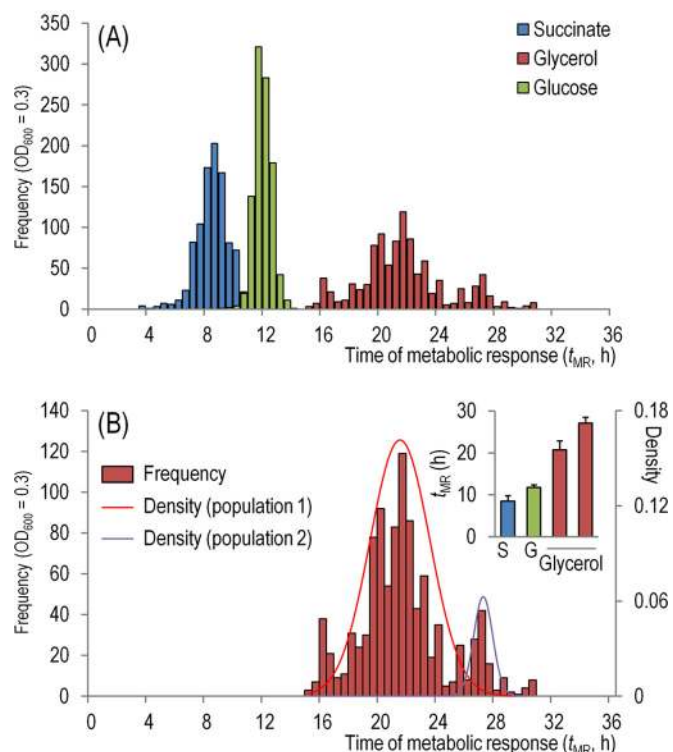 (A)
Succinate
Glycerol
Glucose
Frequency (OD600 = 0.3)
350
300
250
200
150
100
50
0
0 4 8 12 16 20 24 28 32 36
Time of metabolic response (tMR, h)
(B)
Frequency
Density (population 1)
Density (population 2)
Frequency (OD600 = 0.3)
140
120
100
80
60
40
20
0
tMR (h)
30
20
10
0
S G Glycerol
Density
0.18
0.12
0.06
0
0 4 8 12 16 20 24 28 32 36
Time of metabolic response (tMR, h)